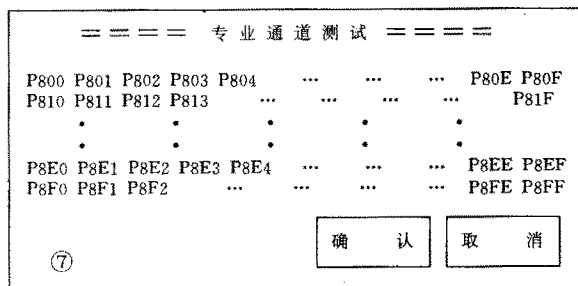 ==== 专业通道测试 ====
P800 P801 P802 P803 P804 … … … P80E P80F
P810 P811 P812 P813 … … … … P81F
• • • • •
• • • • •
P8E0 P8E1 P8E2 P8E3 P8E4 … … … P8EE P8EF
P8F0 P8F1 P8F2 … … … … P8FE P8FF
确 认 取 消
⑦